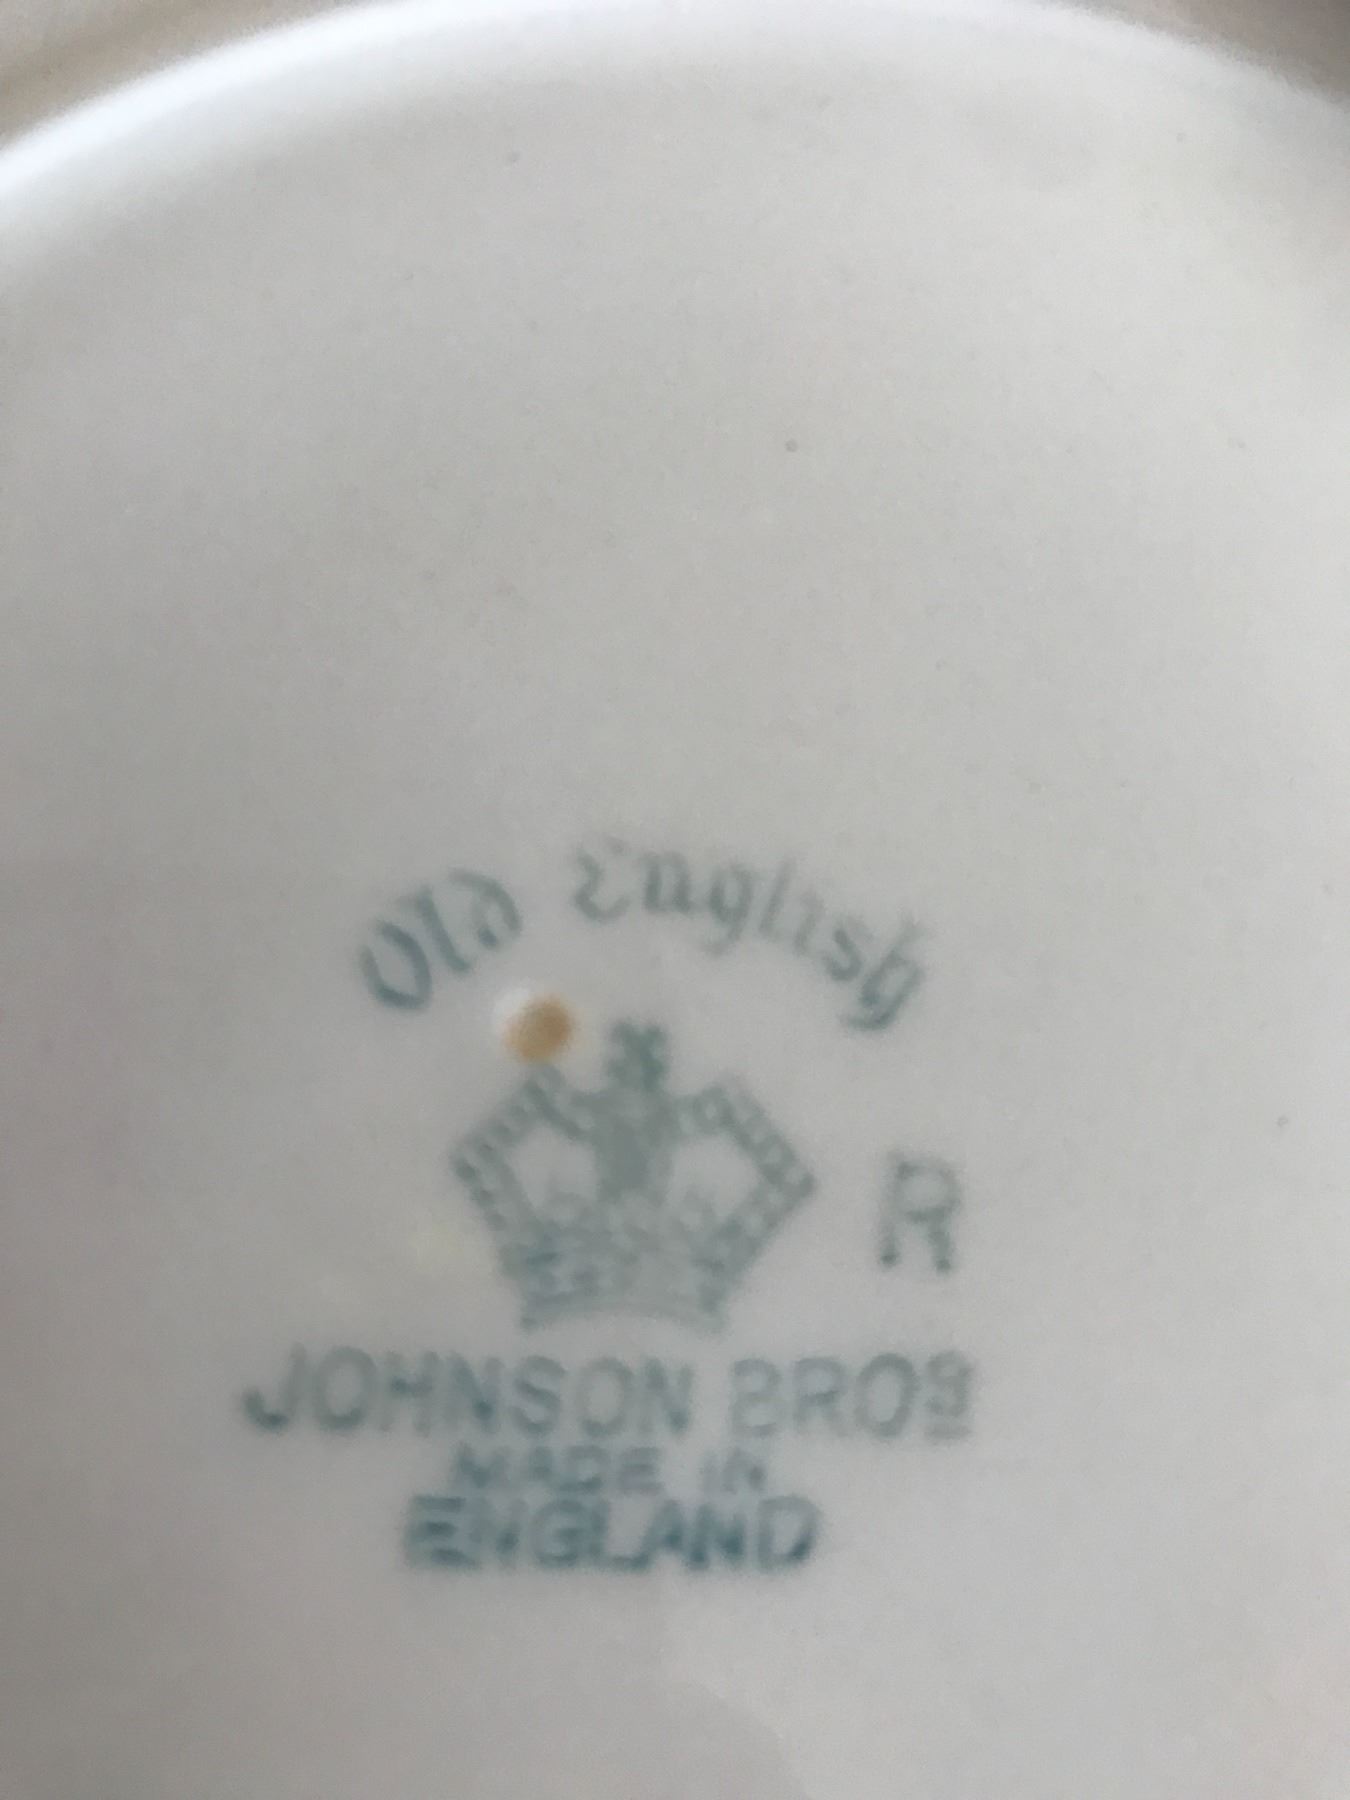 Old English
R
JOHNSON BROS
MADE IN
ENGLAND